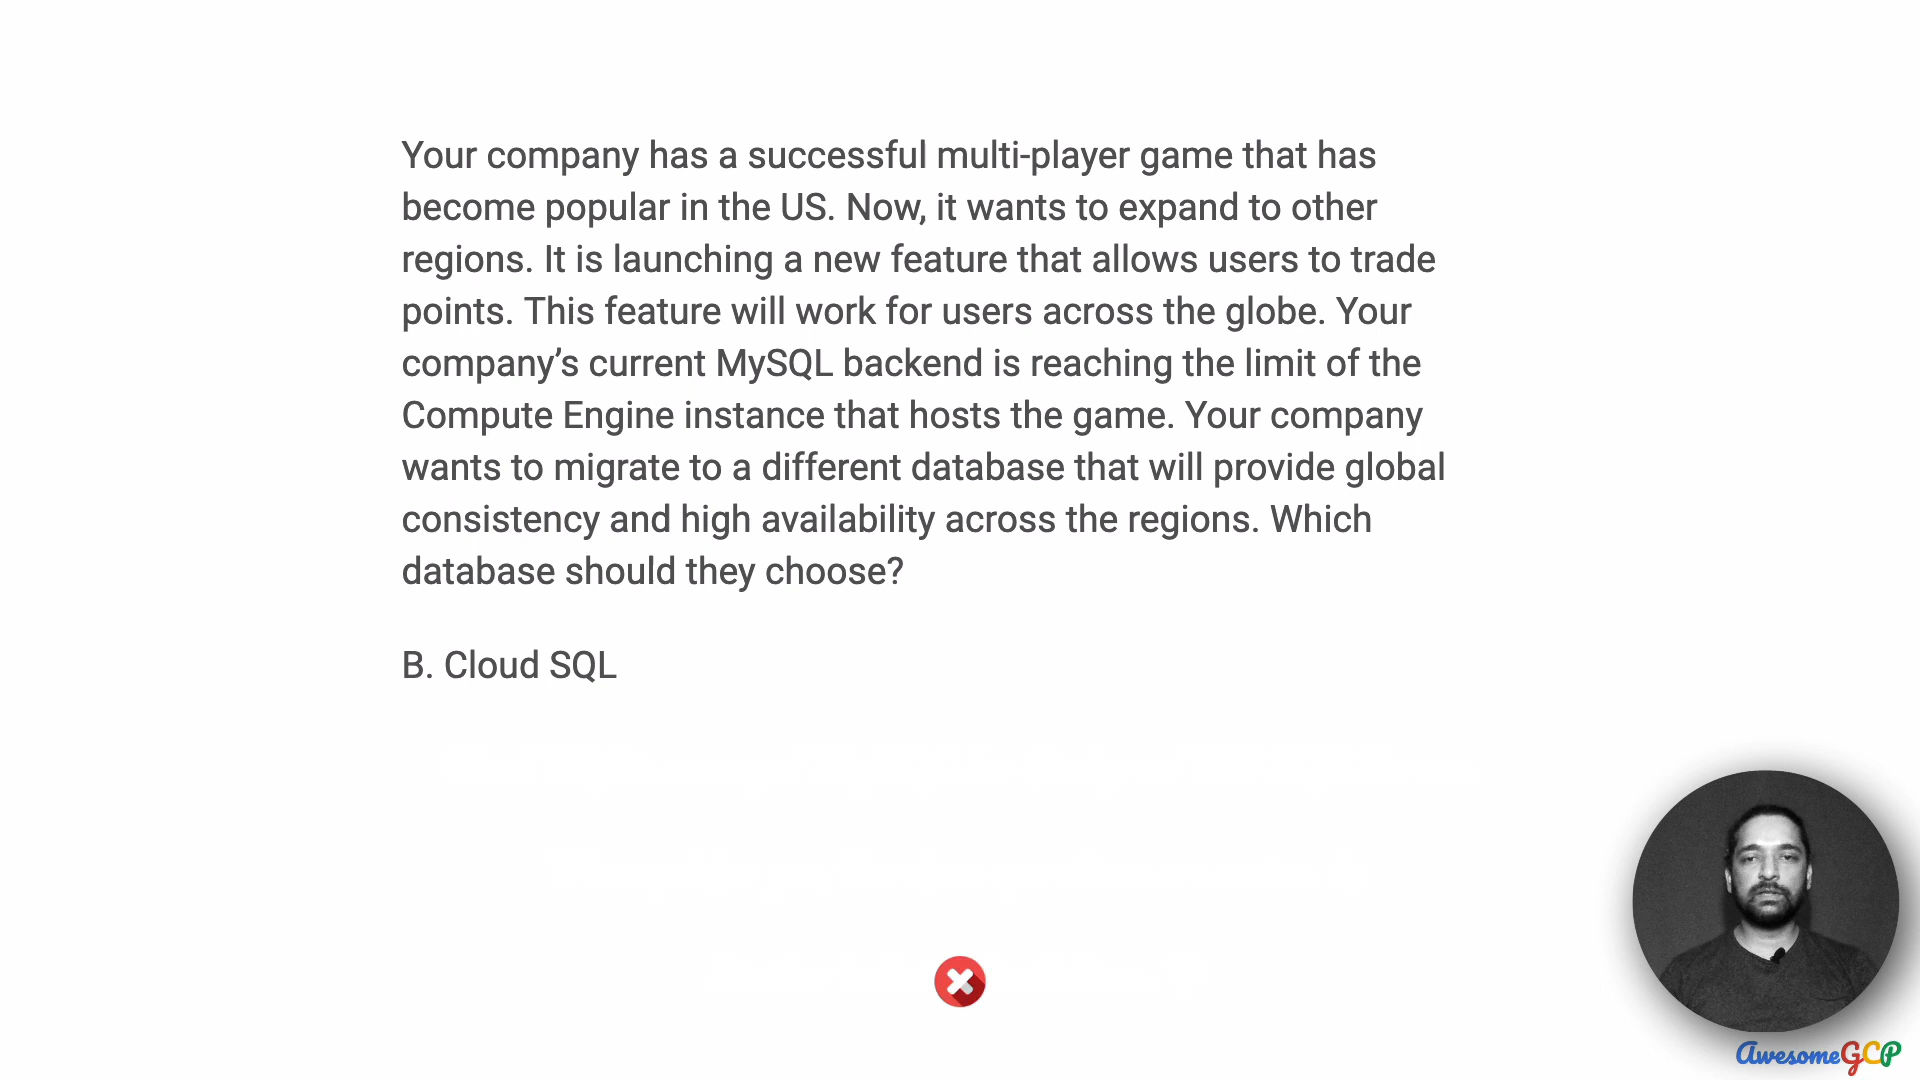 Your company has a successful multi-player game that has
become popular in the US. Now, it wants to expand to other
regions. It is launching a new feature that allows users to trade
points. This feature will work for users across the globe. Your
company’s current MySQL backend is reaching the limit of the
Compute Engine instance that hosts the game. Your company
wants to migrate to a different database that will provide global
consistency and high availability across the regions. Which
database should they choose?
B. Cloud SQL
AwesomeGCP